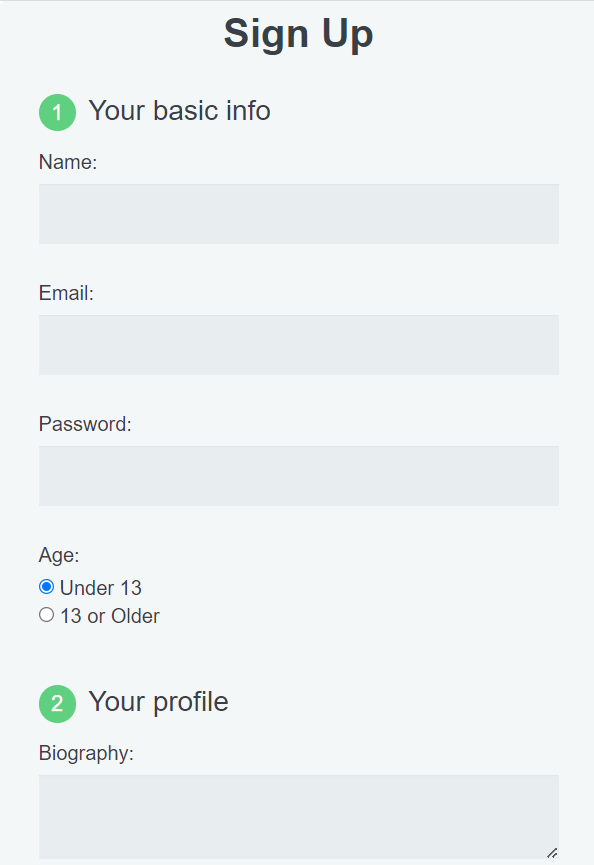 Sign Up
1 Your basic info
Name:
Email:
Password:
Age:
Under 13
13 or Older
2 Your profile
Biography: